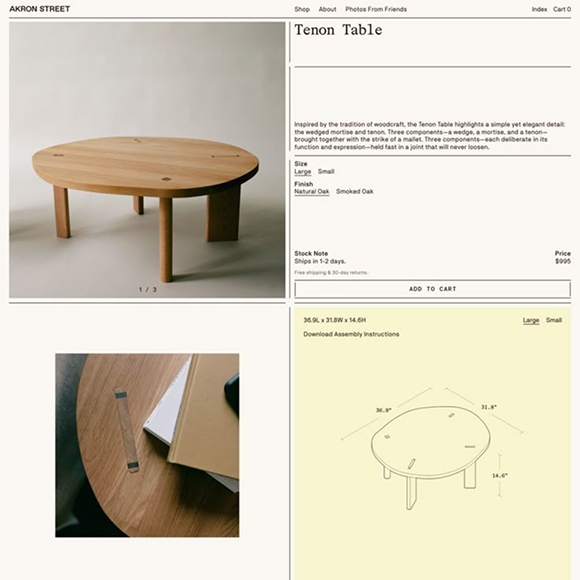 AKRON STREET
Shop About Photos From Friends
Index Cart 0
Tenon Table
Inspired by the tradition of woodcraft, the Tenon Table highlights a simple yet elegant detail:
the wedged mortise and tenon. Three components—a wedge, a mortise, and a tenon—
brought together with the strike of a mallet. Three components—each deliberate in its
function and expression—held fast in a joint that will never loosen.
Size
Large Small
Finish
Natural Oak Smoked Oak
Stock Note
Ships in 1-2 days.
Price
$995
Free shipping & 30-day returns.
ADD TO CART
1 / 3
36.9L x 31.8W x 14.6H
Large Small
Download Assembly Instructions
36.9"
31.8"
14.6"